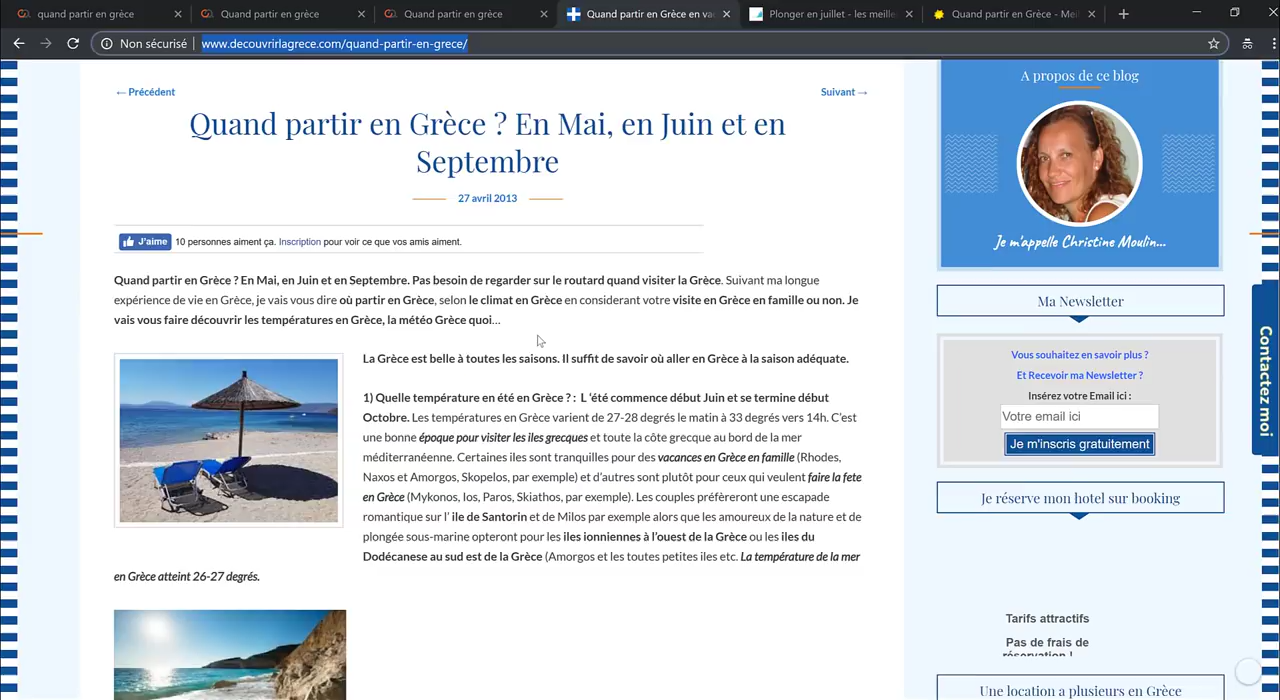 quand partir en grèce
Quand partir en grèce
Quand partir en grèce
Quand partir en Grèce en va
Plonger en juillet - les meille
Quand partir en Grèce - Mei
Non sécurisé
www.decouvrirlagrece.com/quand-partir-en-grece/
← Précédent
Suivant →
Quand partir en Grèce ? En Mai, en Juin et en
Septembre
27 avril 2013
J'aime
10 personnes aiment ça. Inscription pour voir ce que vos amis aiment.
Quand partir en Grèce ? En Mai, en Juin et en Septembre. Pas besoin de regarder sur le routard quand visiter la Grèce. Suivant ma longue
expérience de vie en Grèce, je vais vous dire où partir en Grèce, selon le climat en Grèce en considerant votre visite en Grèce en famille ou non. Je
vais vous faire découvrir les températures en Grèce, la météo Grèce quoi…
La Grèce est belle à toutes les saisons. Il suffit de savoir où aller en Grèce à la saison adéquate.
1) Quelle température en été en Grèce ? : L 'été commence début Juin et se termine début
Octobre. Les températures en Grèce varient de 27-28 degrés le matin à 33 degrés vers 14h. C'est
une bonne époque pour visiter les iles grecques et toute la côte grecque au bord de la mer
méditerranéenne. Certaines iles sont tranquilles pour des vacances en Grèce en famille (Rhodes,
Naxos et Amorgos, Skopelos, par exemple) et d'autres sont plutôt pour ceux qui veulent faire la fete
en Grèce (Mykonos, Ios, Paros, Skiathos, par exemple). Les couples préfèreront une escapade
romantique sur l' ile de Santorin et de Milos par exemple alors que les amoureux de la nature et de
plongée sous-marine opteront pour les iles ionniennes à l'ouest de la Grèce ou les iles du
Dodécanese au sud est de la Grèce (Amorgos et les toutes petites iles etc. La température de la mer
en Grèce atteint 26-27 degrés.
A propos de ce blog
Je m'appelle Christine Moulin...
Ma Newsletter
Vous souhaitez en savoir plus ?
Et Recevoir ma Newsletter ?
Insérez votre Email ici :
Votre email ici
Je m'inscris gratuitement
Je réserve mon hotel sur booking
Tarifs attractifs
Pas de frais de
réservation !
Une location a plusieurs en Grèce
Contactez moi